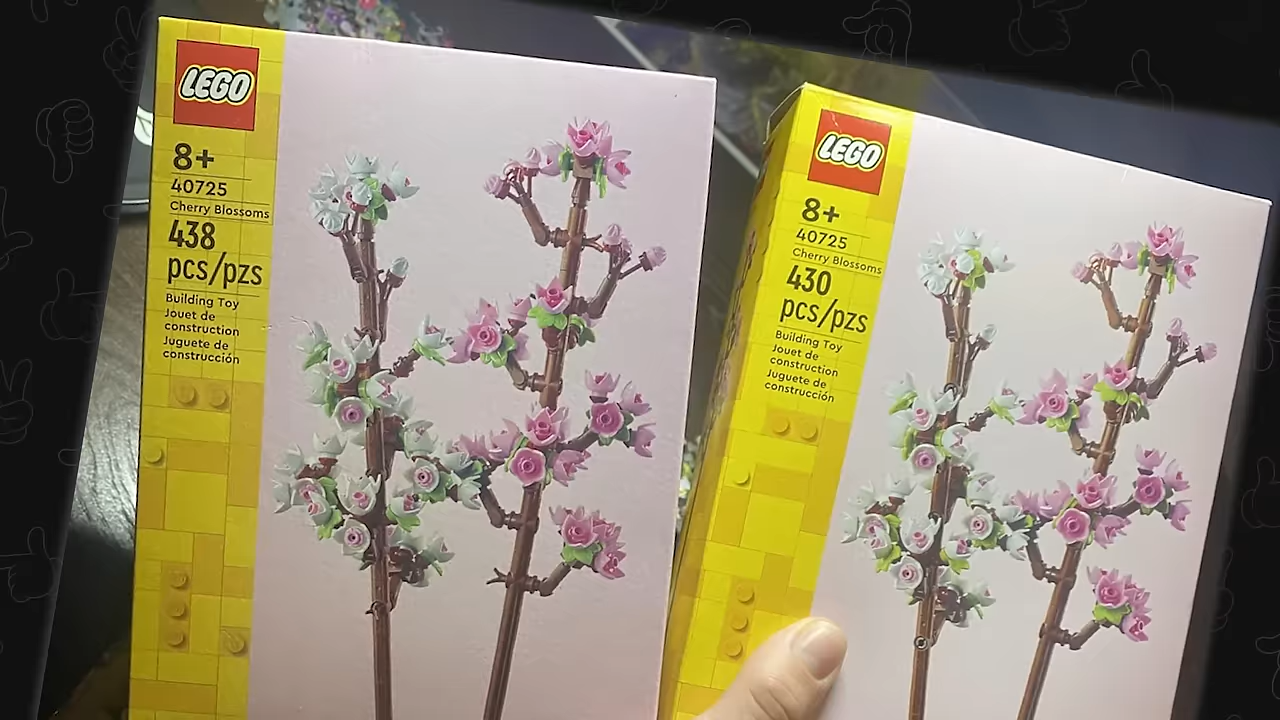 LEGO
8+
40725
Cherry Blossoms
438
pcs/pzs
Building Toy
Jouet de
construction
Juguete de
construcción
LEGO
8+
40725
Cherry Blossoms
430
pcs/pzs
Building Toy
Jouet de
construction
Juguete de
construcción